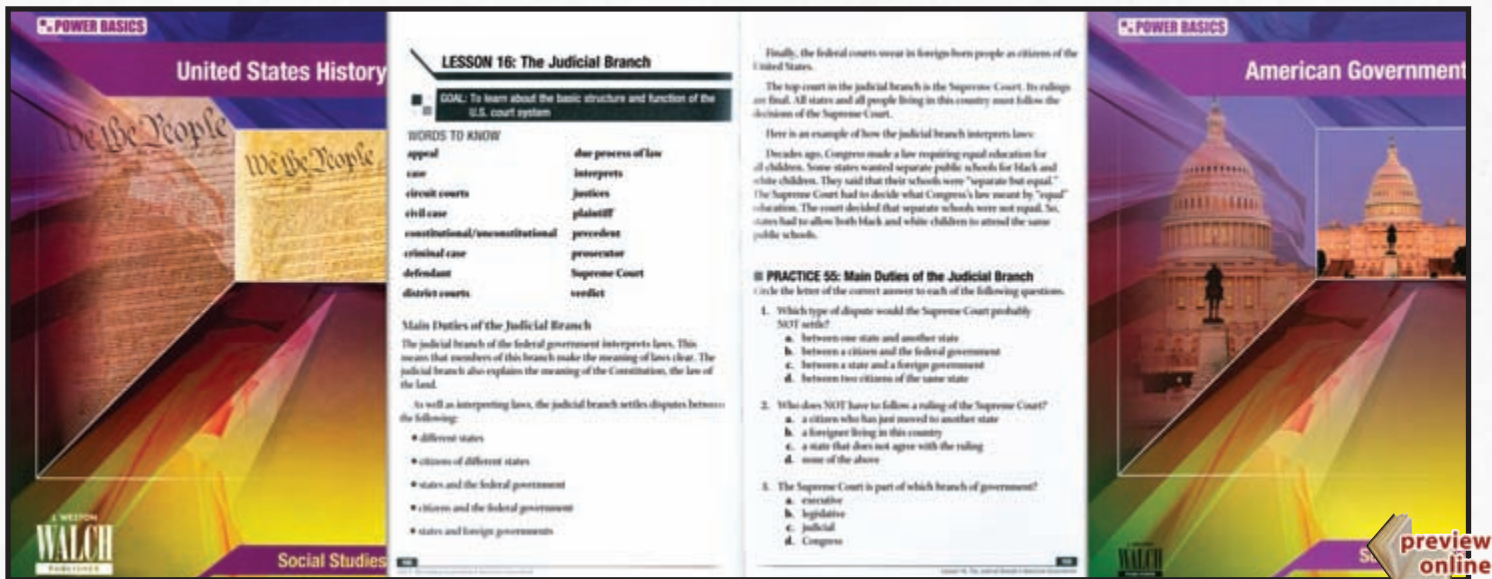 POWER BASICS
United States History
We the People
We the People
J. WESTON
WALCH
PUBLISHER
Social Studies
LESSON 16: The Judicial Branch
GOAL: To learn about the basic structure and function of the
U.S. court system
WORDS TO KNOW
appeal
case
circuit courts
civil case
constitutional/unconstitutional
criminal case
defendant
district courts
due process of law
interprets
justices
plaintiff
precedent
prosecutor
Supreme Court
verdict
Main Duties of the Judicial Branch
The judicial branch of the federal government interprets laws. This
means that members of this branch make the meaning of laws clear. The
judicial branch also explains the meaning of the Constitution, the law of
the land.
As well as interpreting laws, the judicial branch settles disputes between
the following:
• different states
• citizens of different states
• states and the federal government
• citizens and the federal government
• states and foreign governments
Finally, the federal courts swear in foreign-born people as citizens of the
United States.
The top court in the judicial branch is the Supreme Court. Its rulings
are final. All states and all people living in this country must follow the
decisions of the Supreme Court.
Here is an example of how the judicial branch interprets laws:
Decades ago, Congress made a law requiring equal education for
all children. Some states wanted separate public schools for black and
white children. They said that their schools were "separate but equal."
The Supreme Court had to decide what Congress's law meant by "equal"
education. The court decided that separate schools were not equal. So,
states had to allow both black and white children to attend the same
public schools.
PRACTICE 55: Main Duties of the Judicial Branch
Circle the letter of the correct answer to each of the following questions.
1. Which type of dispute would the Supreme Court probably
NOT settle?
a. between one state and another state
b. between a citizen and the federal government
c. between a state and a foreign government
d. between two citizens of the same state
2. Who does NOT have to follow a ruling of the Supreme Court?
a. a citizen who has just moved to another state
b. a foreigner living in this country
c. a state that does not agree with the ruling
d. none of the above
3. The Supreme Court is part of which branch of government?
a. executive
b. legislative
c. judicial
d. Congress
POWER BASICS
American Government
WALCH
preview
online